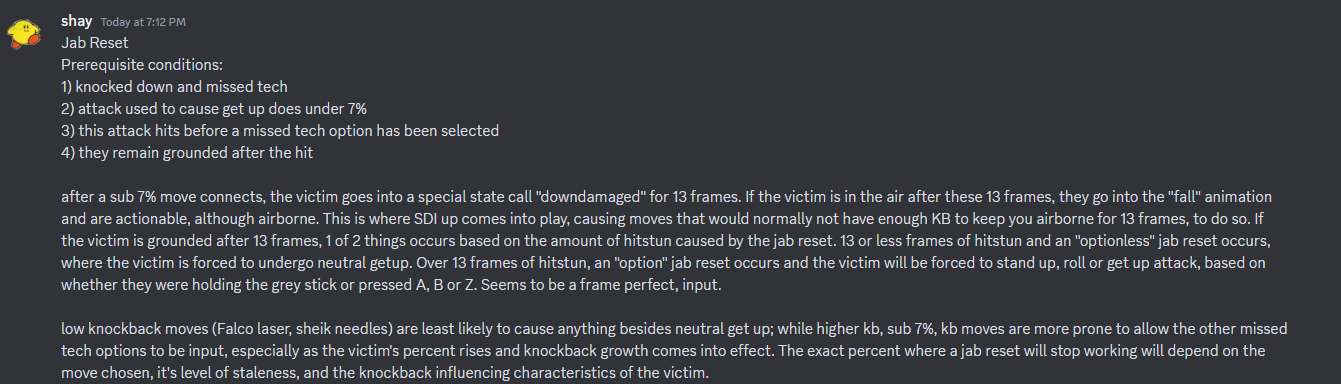 shay Today at 7:12 PM
Jab Reset
Prerequisite conditions:
1) knocked down and missed tech
2) attack used to cause get up does under 7%
3) this attack hits before a missed tech option has been selected
4) they remain grounded after the hit
after a sub 7% move connects, the victim goes into a special state call "downdamaged" for 13 frames. If the victim is in the air after these 13 frames, they go into the "fall" animation
and are actionable, although airborne. This is where SDI up comes into play, causing moves that would normally not have enough KB to keep you airborne for 13 frames, to do so. If
the victim is grounded after 13 frames, 1 of 2 things occurs based on the amount of hitstun caused by the jab reset. 13 or less frames of hitstun and an "optionless" jab reset occurs,
where the victim is forced to undergo neutral getup. Over 13 frames of hitstun, an "option" jab reset occurs and the victim will be forced to stand up, roll or get up attack, based on
whether they were holding the grey stick or pressed A, B or Z. Seems to be a frame perfect, input.
low knockback moves (Falco laser, sheik needles) are least likely to cause anything besides neutral get up; while higher kb, sub 7%, kb moves are more prone to allow the other missed
tech options to be input, especially as the victim's percent rises and knockback growth comes into effect. The exact percent where a jab reset will stop working will depend on the
move chosen, it's level of staleness, and the knockback influencing characteristics of the victim.